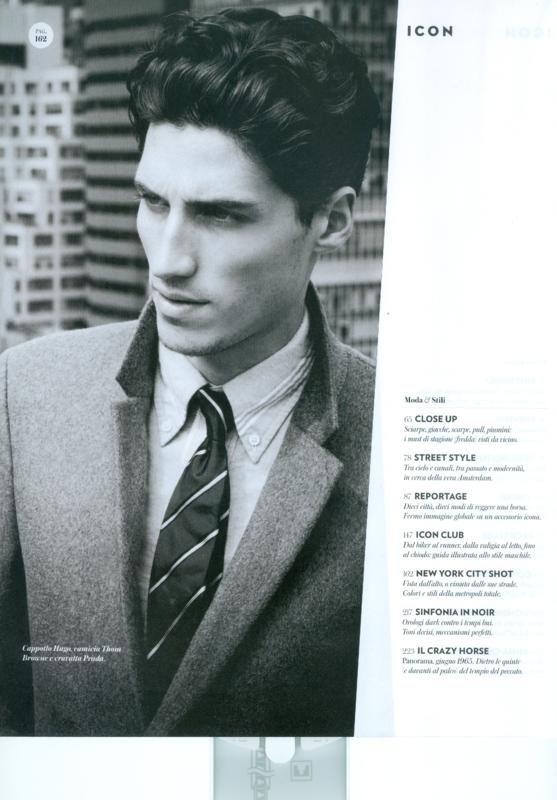 PAG.
162
ICON
Moda & Stili
65 CLOSE UP
Sciarpe, giacche, scarpe, pull, piumini:
i must di stagione fredda visti da vicino.
78 STREET STYLE
Tra cielo e canali, tra passato e modernità,
in cerca della vera Amsterdam.
87 REPORTAGE
Dieci città, dieci modi di reggere una borsa.
Fermo immagine globale su un accessorio icona.
147 ICON CLUB
Dal biker al runner, dalla valigia al letto, fino
al chiodo: guida illustrata allo stile maschile.
162 NEW YORK CITY SHOT
Vista dall'alto, o vissuta dalle sue strade.
Colori e stili della metropoli totale.
217 SINFONIA IN NOIR
Orologi dark contro i tempi bui.
Toni decisi, meccanismi perfetti.
223 IL CRAZY HORSE
Panorama, giugno 1965. Dietro le quinte
(e davanti al palco) del tempio del peccato.
Cappotto Hugo, camicia Thom
Browne e cravatta Prada.